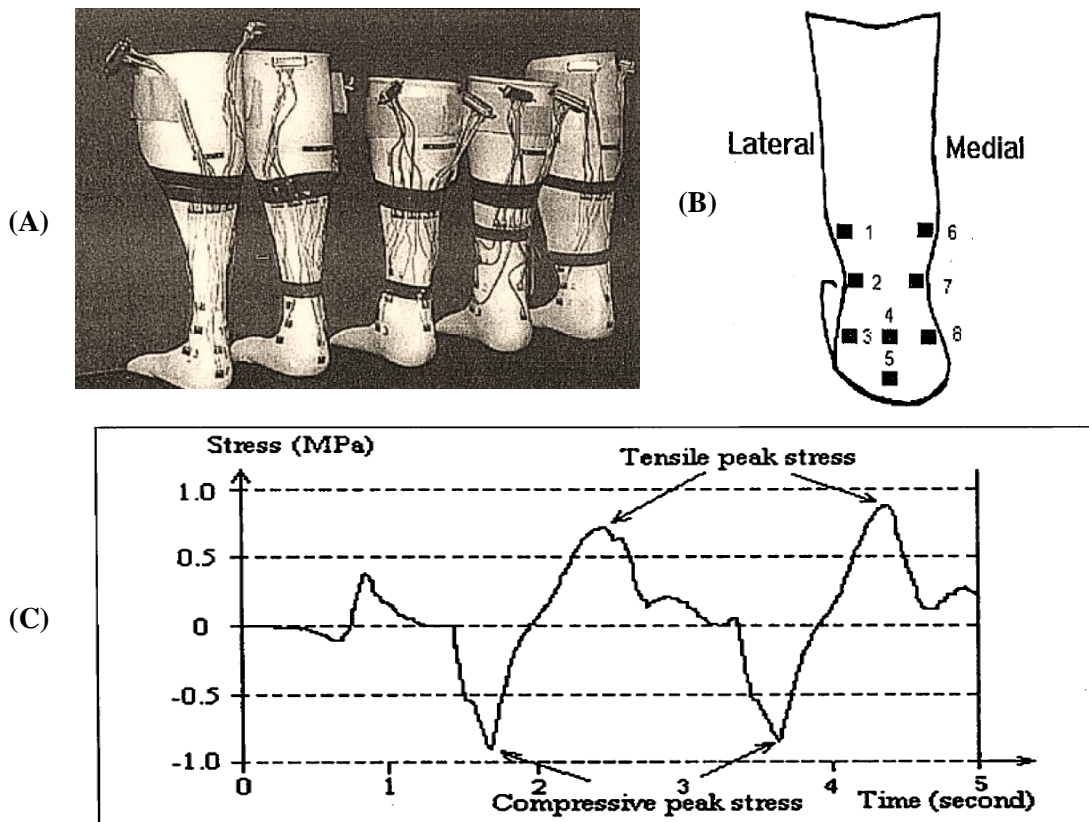 (A)
(B)
Lateral
Medial
1
6
2
7
4
3
8
5
(C)
Stress (MPa)
Tensile peak stress
1.0
0.5
0
-0.5
-1.0
0
1
2
3
4
5
Compressive peak stress
Time (second)